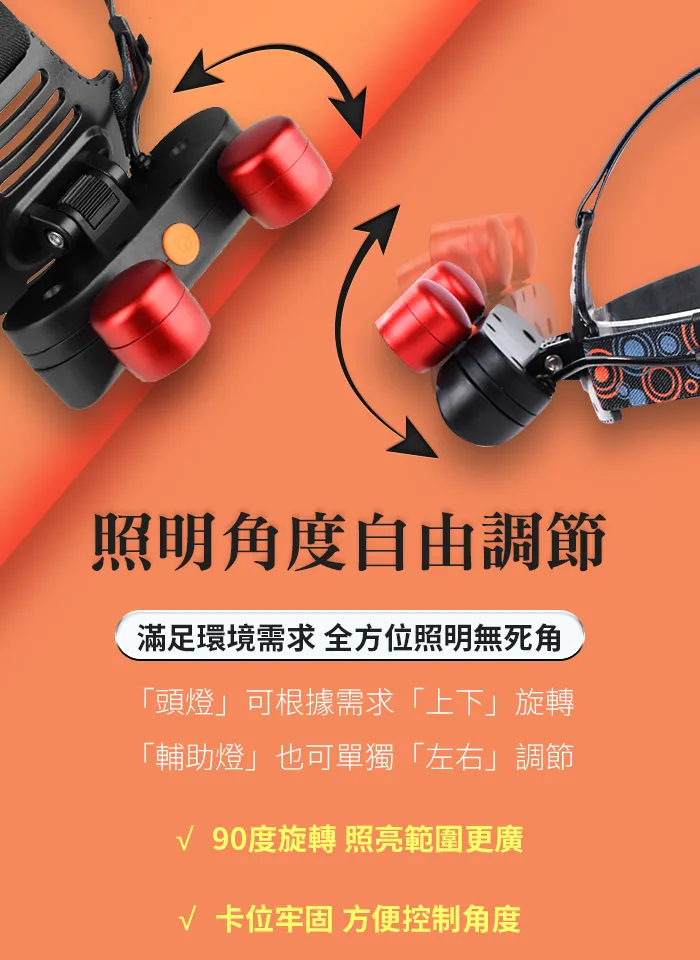 照明角度自由調節
滿足環境需求 全方位照明無死角
「頭燈」可根據需求「上下」旋轉
「輔助燈」也可單獨「左右」調節
√ 90度旋轉 照亮範圍更廣
√ 卡位牢固 方便控制角度